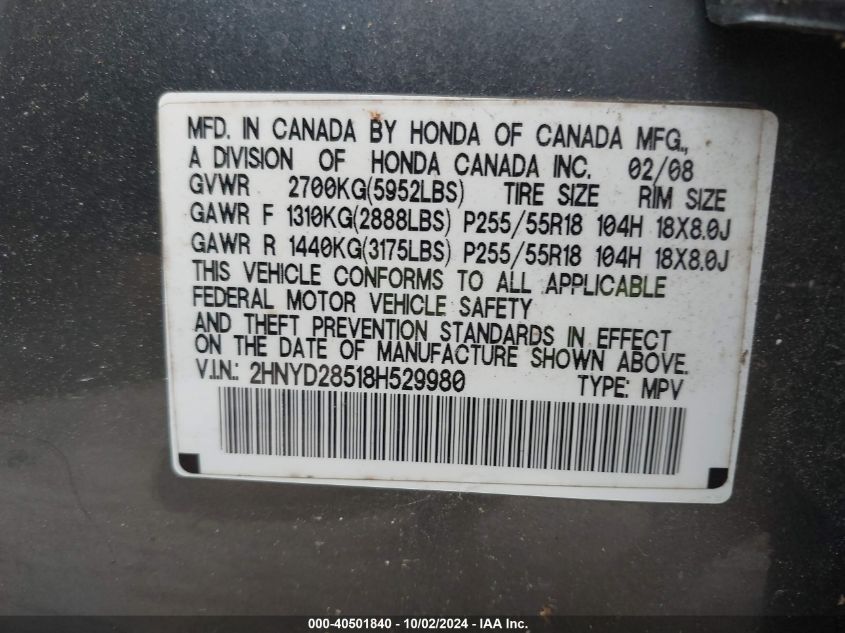 MFD. IN CANADA BY HONDA OF CANADA MFG.,
A DIVISION OF HONDA CANADA INC. 02/08
GVWR 2700KG(5952LBS) TIRE SIZE RIM SIZE
GAWR F 1310KG(2888LBS) P255/55R18 104H 18X8.0J
GAWR R 1440KG(3175LBS) P255/55R18 104H 18X8.0J
THIS VEHICLE CONFORMS TO ALL APPLICABLE
FEDERAL MOTOR VEHICLE SAFETY
AND THEFT PREVENTION STANDARDS IN EFFECT
ON THE DATE OF MANUFACTURE SHOWN ABOVE.
V.I.N.: 2HNYD28518H529980 TYPE: MPV
000-40501840 - 10/02/2024 - IAA Inc.